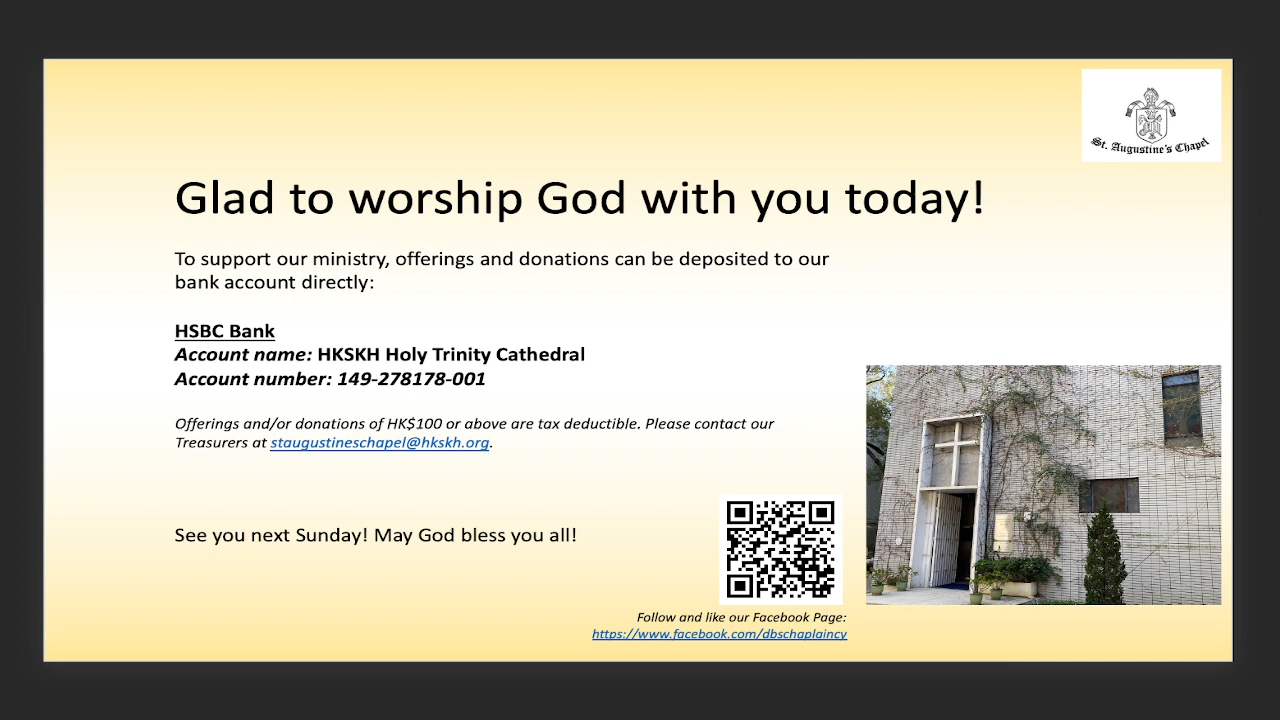 St. Augustine's Chapel
Glad to worship God with you today!
To support our ministry, offerings and donations can be deposited to our
bank account directly:
HSBC Bank
Account name: HKSKH Holy Trinity Cathedral
Account number: 149-278178-001
Offerings and/or donations of HK$100 or above are tax deductible. Please contact our
Treasurers at staugustineschapel@hkskh.org.
See you next Sunday! May God bless you all!
Follow and like our Facebook Page:
https://www.facebook.com/dbschaplaincy